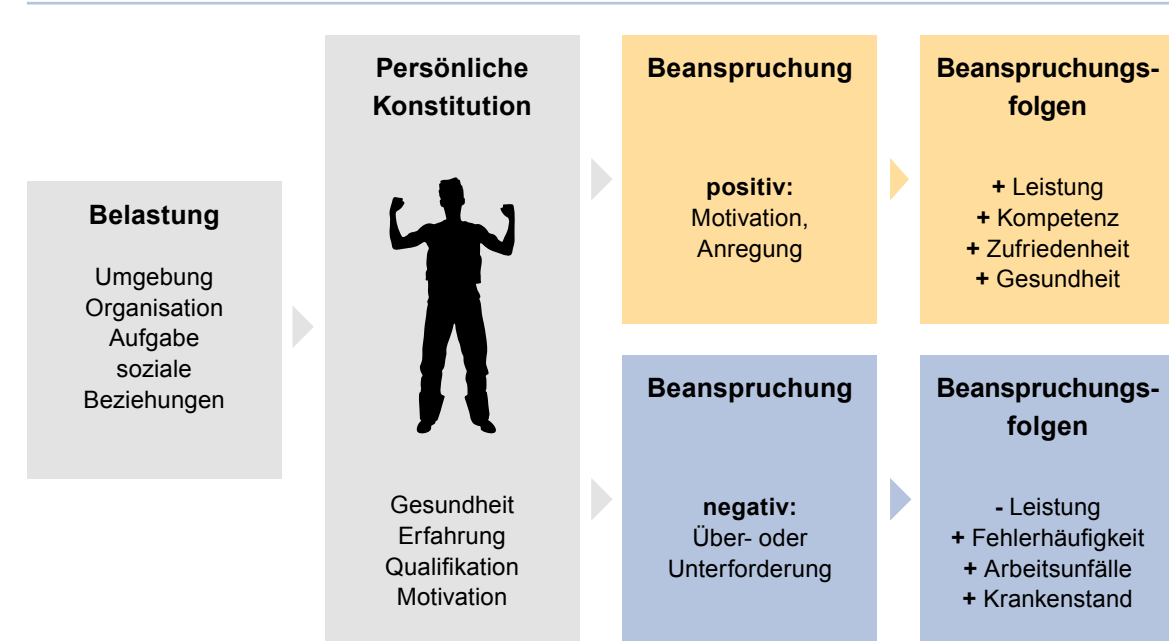 Belastung
Umgebung
Organisation
Aufgabe
soziale
Beziehungen
Persönliche
Konstitution
Gesundheit
Erfahrung
Qualifikation
Motivation
Beanspruchung
positiv:
Motivation,
Anregung
Beanspruchungs-
folgen
+ Leistung
+ Kompetenz
+ Zufriedenheit
+ Gesundheit
Beanspruchung
negativ:
Über- oder
Unterforderung
Beanspruchungs-
folgen
- Leistung
+ Fehlerhäufigkeit
+ Arbeitsunfälle
+ Krankenstand